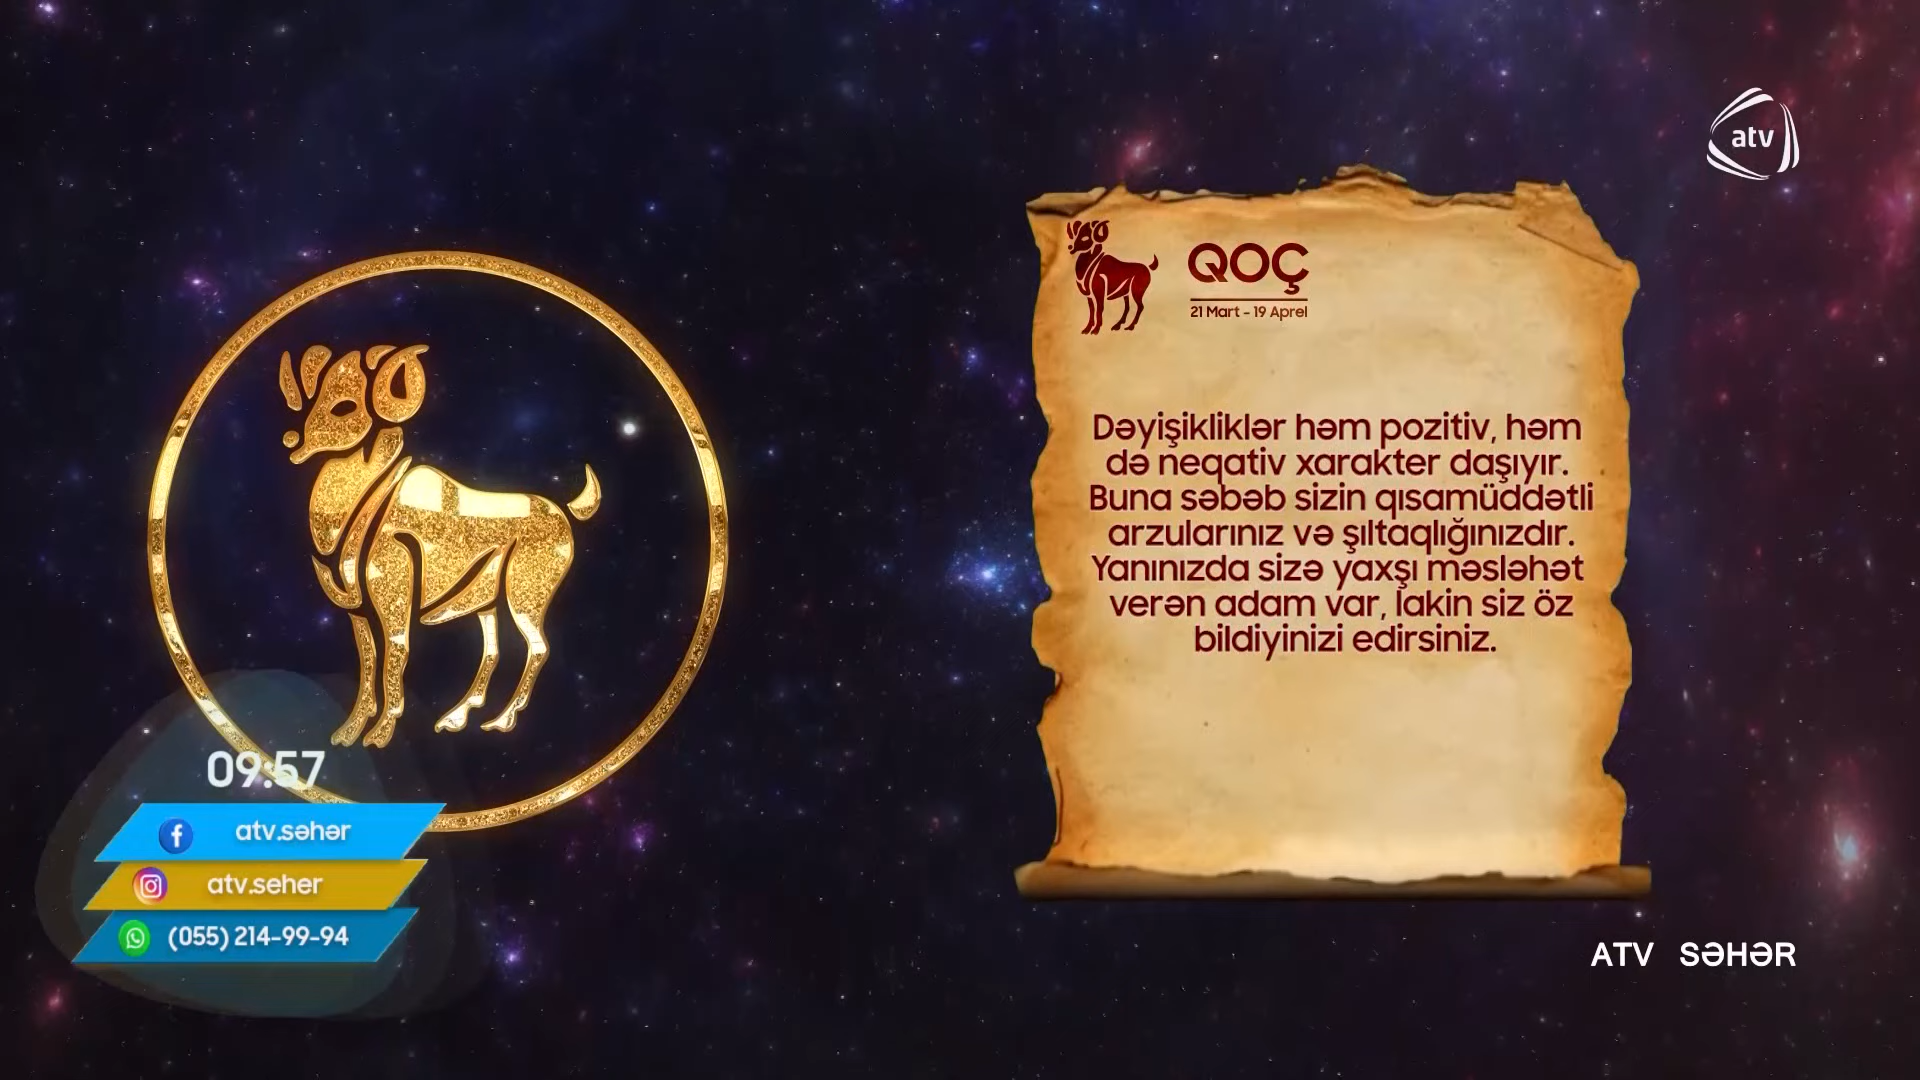 atv
QOÇ
21 Mart - 19 Aprel
Dəyişikliklər həm pozitiv, həm
də neqativ xarakter daşıyır.
Buna səbəb sizin qısamüddətli
arzularınız və şıltaqlığınızdır.
Yanınızda sizə yaxşı məsləhət
verən adam var, lakin siz öz
bildiyinizi edirsiniz.
09:57
atv.səhər
atv.seher
(055) 214-99-94
ATV SƏHƏR